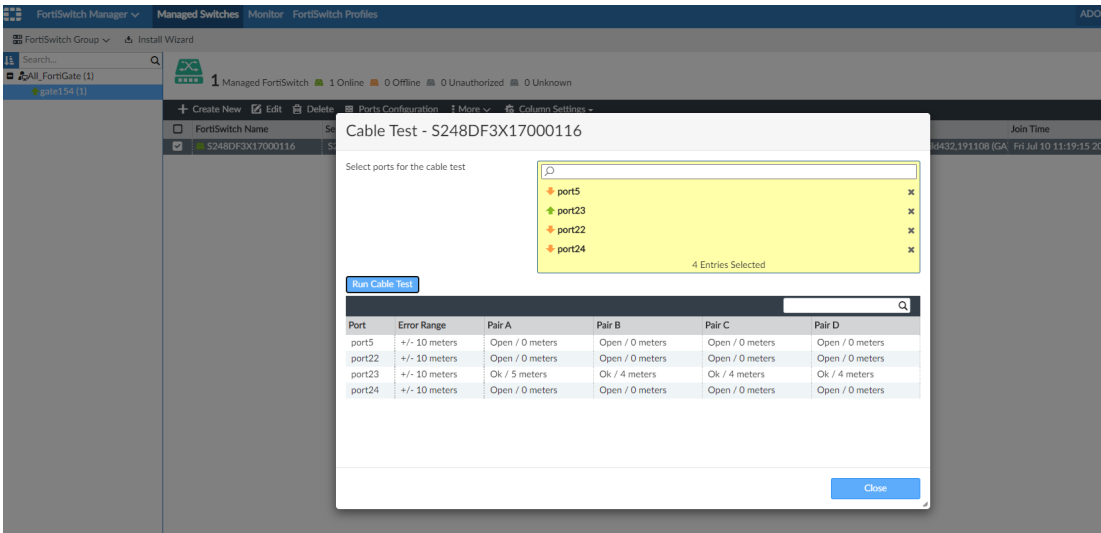 FortiSwitch Manager Managed Switches Monitor FortiSwitch Profiles ADO
FortiSwitch Group Install Wizard
Search...
All_FortiGate (1)
gate154 (1)
1 Managed FortiSwitch 1 Online 0 Offline 0 Unauthorized 0 Unknown
Create New Edit Delete Ports Configuration More Column Settings
FortiSwitch Name Se Join Time
S248DF3X17000116 S2 ld432,191108 (GA) Fri Jul 10 11:19:15 20
Cable Test - S248DF3X17000116
Select ports for the cable test
port5
port23
port22
port24
4 Entries Selected
Run Cable Test
Port Error Range Pair A Pair B Pair C Pair D
port5 +/- 10 meters Open / 0 meters Open / 0 meters Open / 0 meters Open / 0 meters
port22 +/- 10 meters Open / 0 meters Open / 0 meters Open / 0 meters Open / 0 meters
port23 +/- 10 meters Ok / 5 meters Ok / 4 meters Ok / 4 meters Ok / 4 meters
port24 +/- 10 meters Open / 0 meters Open / 0 meters Open / 0 meters Open / 0 meters
Close